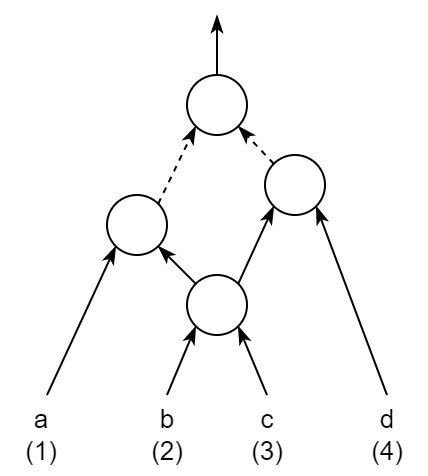 a b c d
(1) (2) (3) (4)